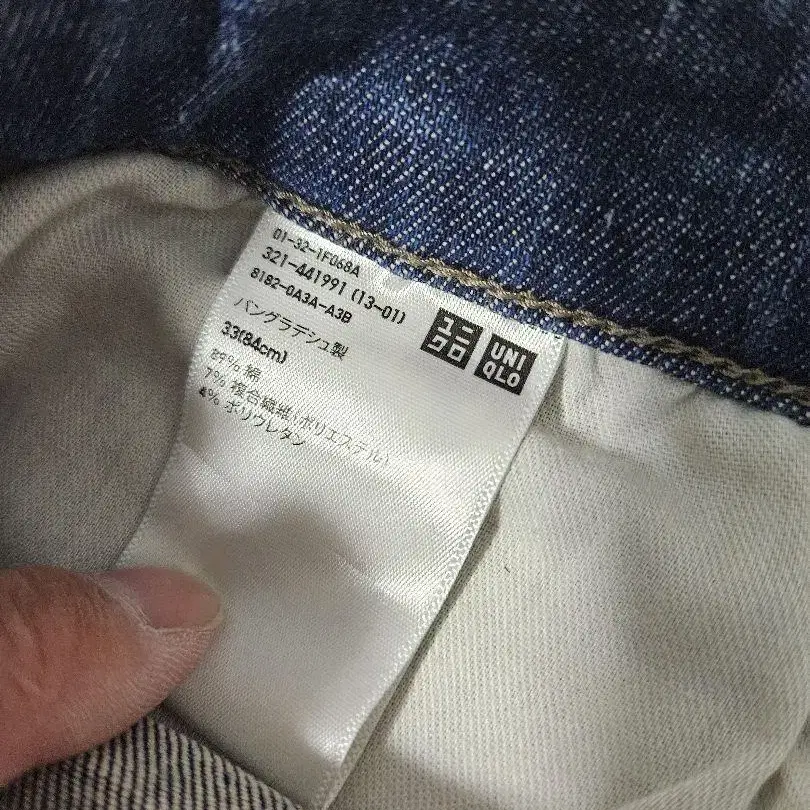 01-32-1F068A
321-441991 (13-01)
8182-0A3A-A3B
バングラデシュ製
33(84cm)
89% 綿
7% 複合繊維(ポリエステル)
4% ポリウレタン
ユニ
クロ
UNI
QLO